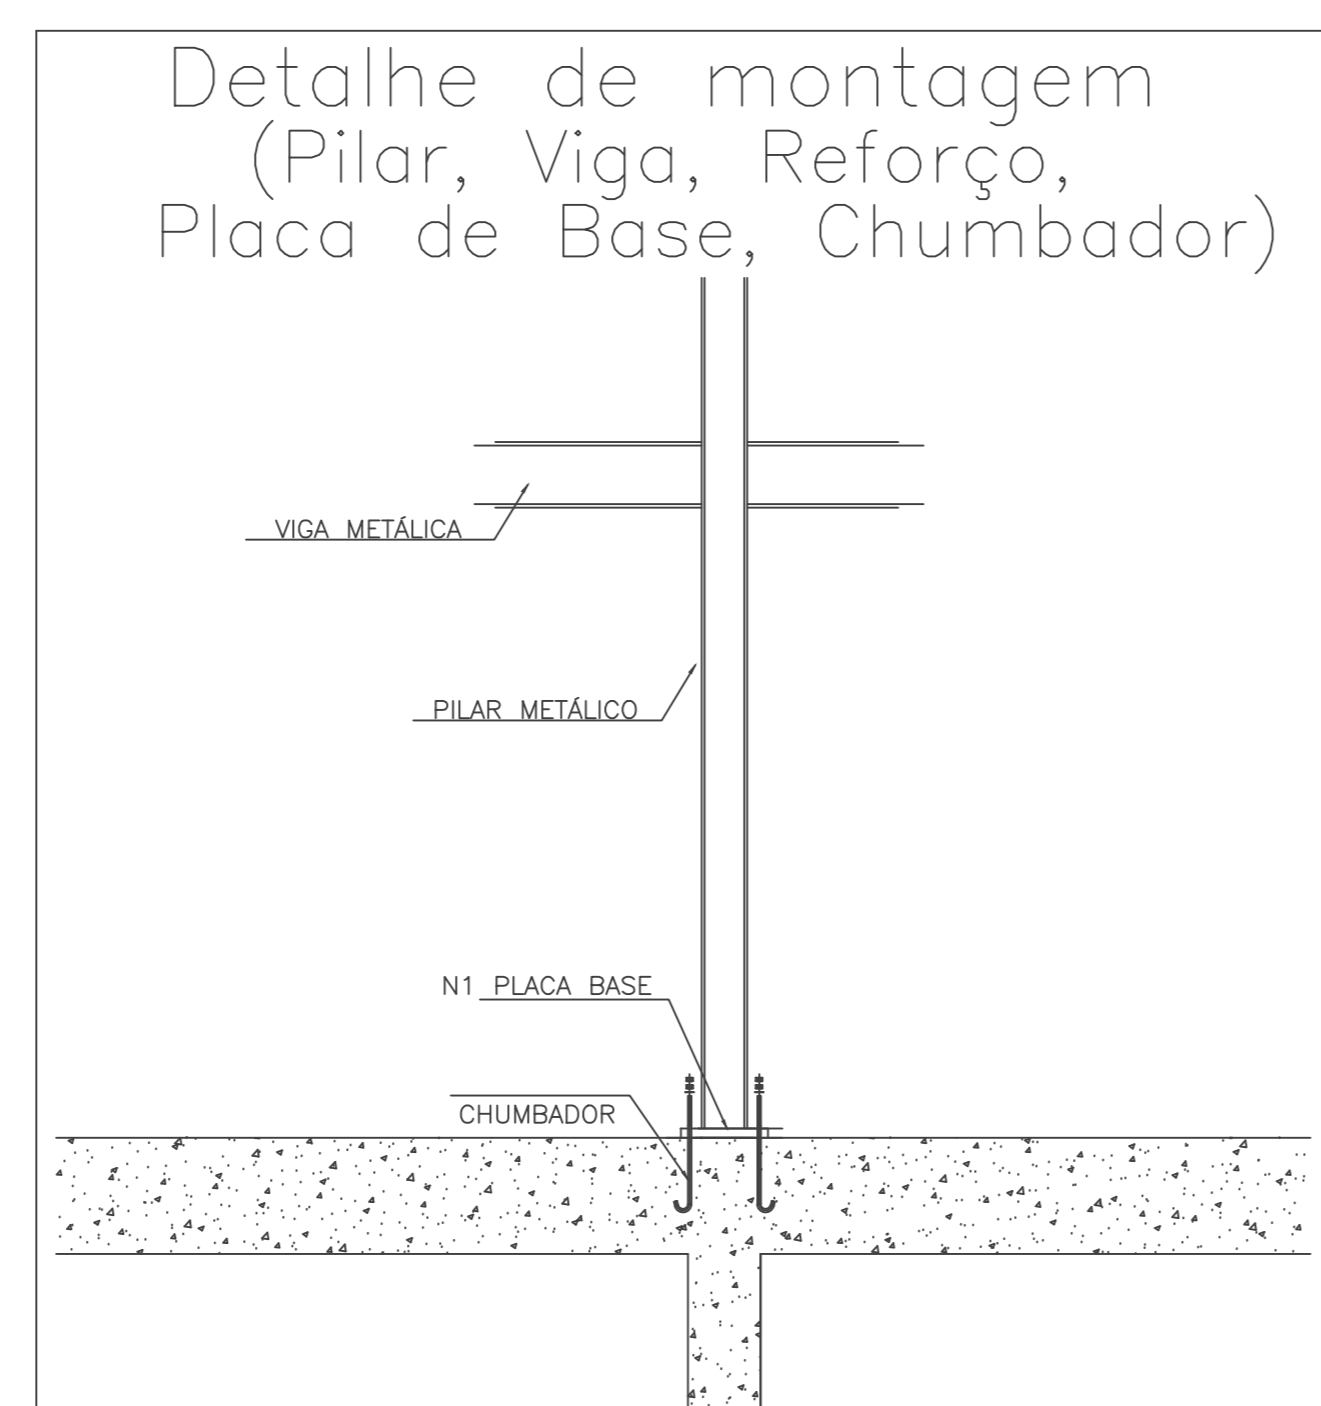 Detalhe de montagem
(Pilar, Viga, Reforço,
Placa de Base, Chumbador)
VIGA METÁLICA
PILAR METÁLICO
N1 PLACA BASE
CHUMBADOR